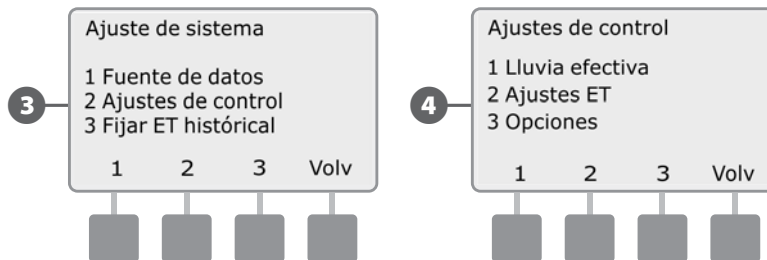 3
Ajuste de sistema
1 Fuente de datos
2 Ajustes de control
3 Fijar ET histórical
1 2 3 Volv
4
Ajustes de control
1 Lluvia efectiva
2 Ajustes ET
3 Opciones
1 2 3 Volv